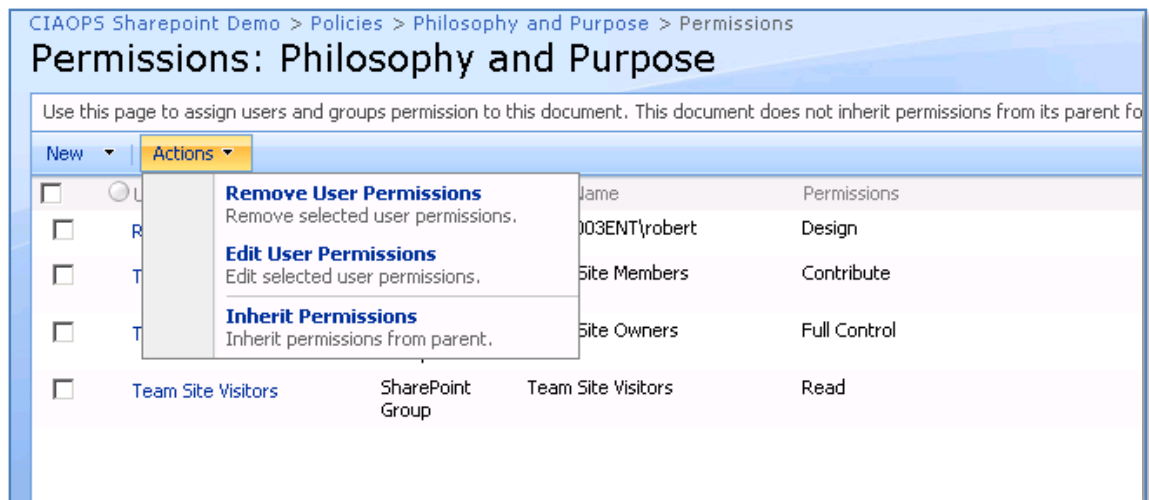 CIAOPS Sharepoint Demo > Policies > Philosophy and Purpose > Permissions
Permissions: Philosophy and Purpose
Use this page to assign users and groups permission to this document. This document does not inherit permissions from its parent fo
New Actions
Name Permissions
Remove User Permissions
Remove selected user permissions.
003ENT\robert Design
Edit User Permissions
Edit selected user permissions.
Site Members Contribute
Inherit Permissions
Inherit permissions from parent.
Site Owners Full Control
Team Site Visitors SharePoint Team Site Visitors Read
Group